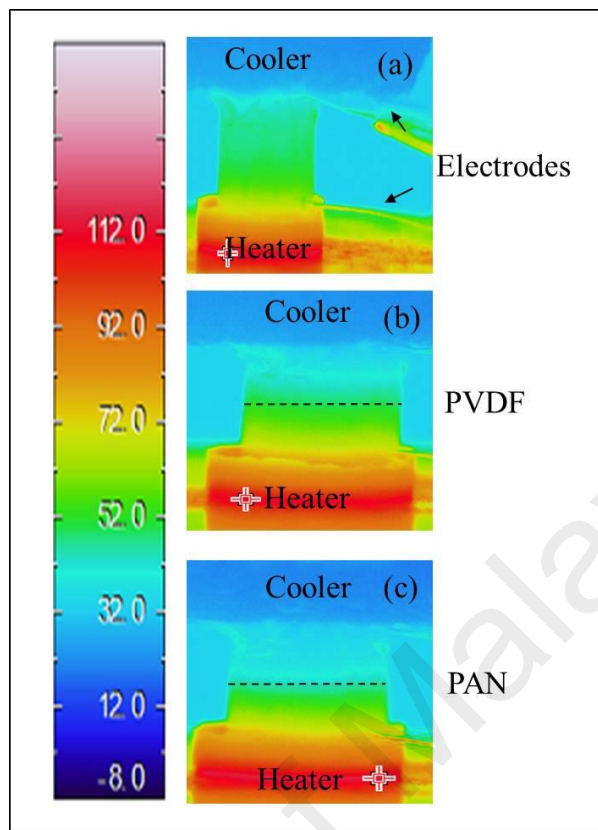 Cooler
(a)
Electrodes
Heater
112.0
92.0
72.0
52.0
32.0
12.0
-8.0
Cooler
(b)
PVDF
Heater
Cooler
(c)
PAN
Heater